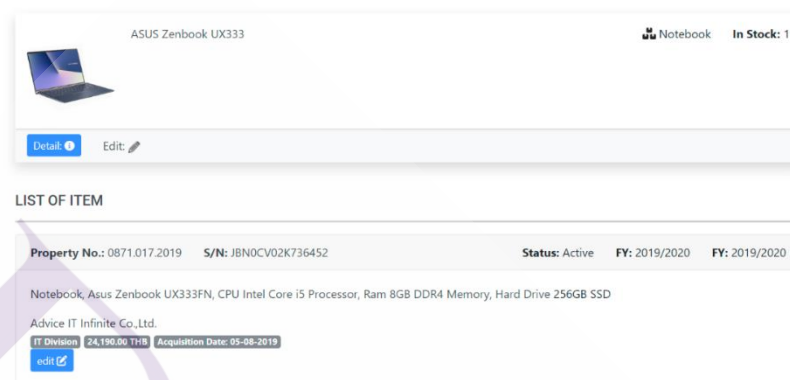 ASUS Zenbook UX333 Notebook In Stock: 1
Detail: Edit:
LIST OF ITEM
Property No.: 0871.017.2019 S/N: JBN0CV02K736452 Status: Active FY: 2019/2020 FY: 2019/2020
Notebook, Asus Zenbook UX333FN, CPU Intel Core i5 Processor, Ram 8GB DDR4 Memory, Hard Drive 256GB SSD
Advice IT Infinite Co.,Ltd.
IT Division 24,190.00 THB Acquisition Date: 05-08-2019
edit